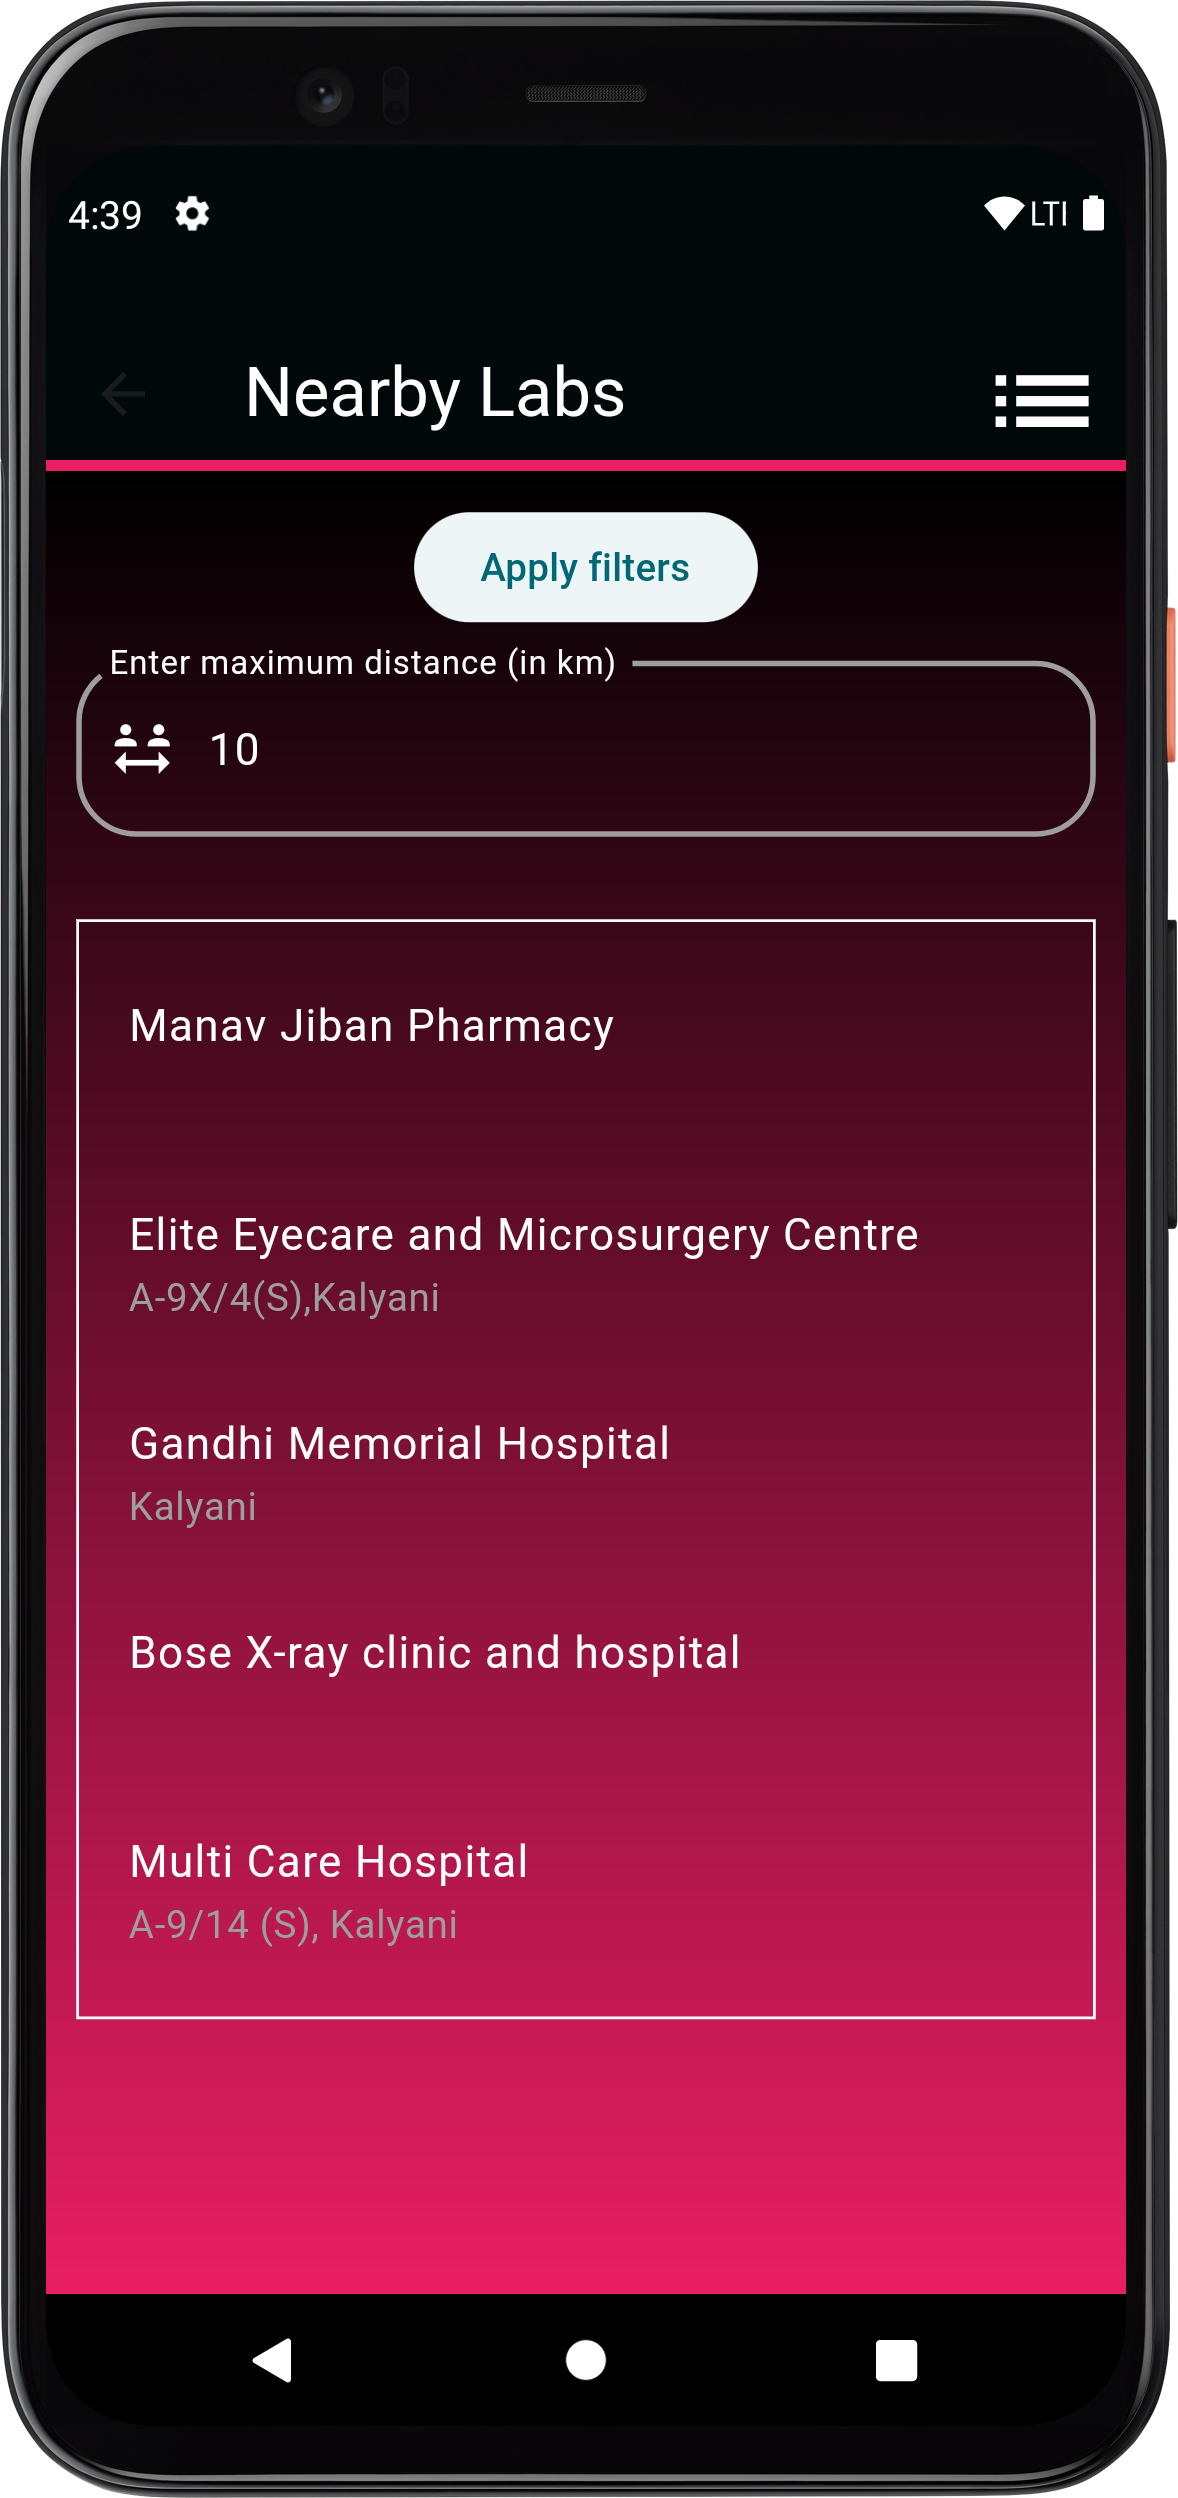 4:39
LTE
Nearby Labs
Apply filters
Enter maximum distance (in km)
10
Manav Jiban Pharmacy
Elite Eyecare and Microsurgery Centre
A-9X/4(S),Kalyani
Gandhi Memorial Hospital
Kalyani
Bose X-ray clinic and hospital
Multi Care Hospital
A-9/14 (S), Kalyani